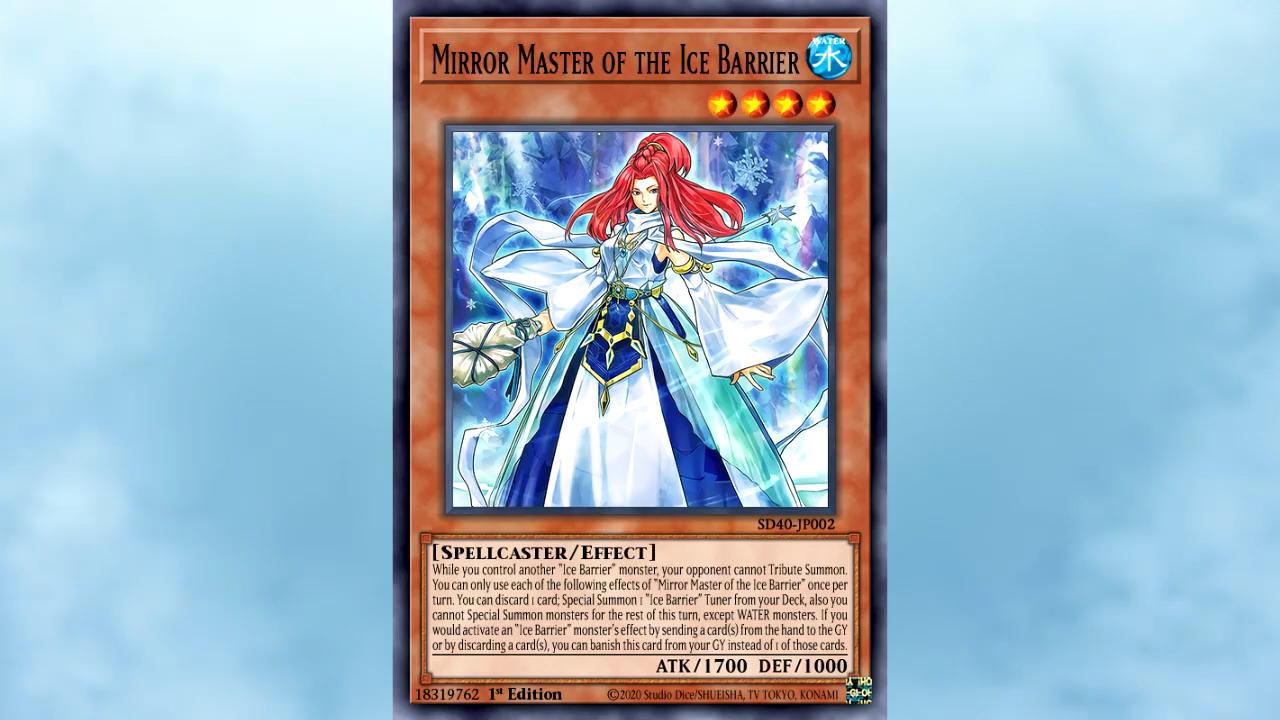 Mirror Master of the Ice Barrier
WATER
水
SD40-JP002
[Spellcaster/Effect]
While you control another "Ice Barrier" monster, your opponent cannot Tribute Summon.
You can only use each of the following effects of "Mirror Master of the Ice Barrier" once per
turn. You can discard 1 card; Special Summon 1 "Ice Barrier" Tuner from your Deck, also you
cannot Special Summon monsters for the rest of this turn, except WATER monsters. If you
would activate an "Ice Barrier" monster's effect by sending a card(s) from the hand to the GY
or by discarding a card(s), you can banish this card from your GY instead of 1 of those cards.
ATK/1700 DEF/1000
18319762 1st Edition ©2020 Studio Dice/SHUEISHA, TV TOKYO, KONAMI